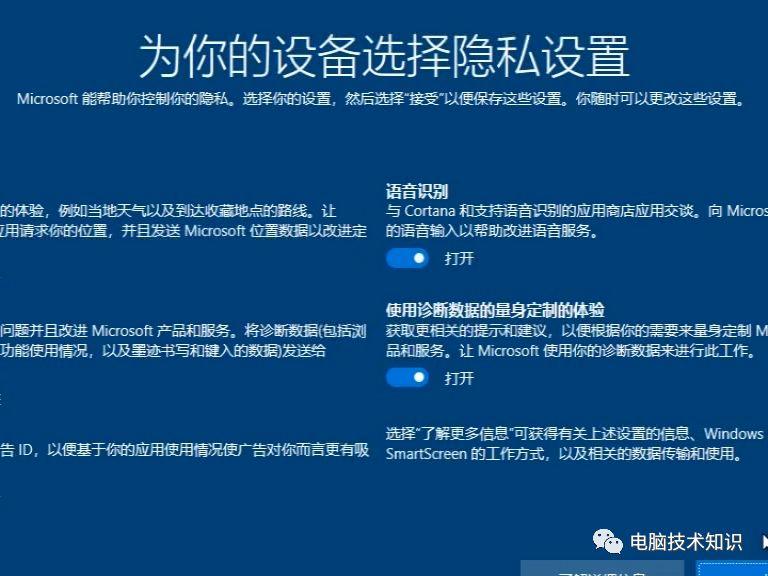 为你的设备选择隐私设置
Microsoft 能帮助你控制你的隐私。选择你的设置，然后选择“接受”以便保存这些设置。你随时可以更改这些设置。
的体验，例如当地天气以及到达收藏地点的路线。让
应用请求你的位置，并且发送 Microsoft 位置数据以改进定
问题并且改进 Microsoft 产品和服务。将诊断数据(包括浏
功能使用情况，以及墨迹书写和键入的数据)发送给
告 ID，以便基于你的应用使用情况使广告对你而言更有吸
语音识别
与 Cortana 和支持语音识别的应用商店应用交谈。向 Micros
的语音输入以帮助改进语音服务。
打开
使用诊断数据的量身定制的体验
获取更相关的提示和建议，以便根据你的需要来量身定制 M
品和服务。让 Microsoft 使用你的诊断数据来进行此工作。
打开
选择“了解更多信息”可获得有关上述设置的信息、Windows
SmartScreen 的工作方式，以及相关的数据传输和使用。
电脑技术知识